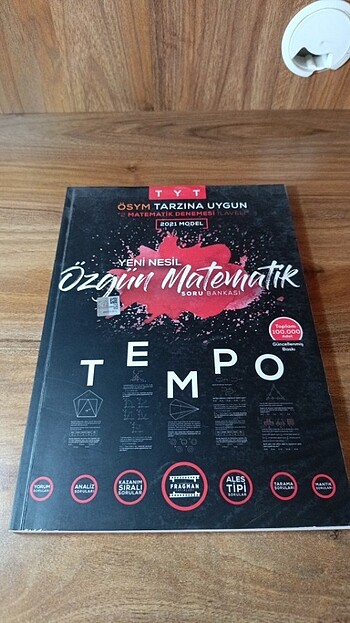 TYT
ÖSYM TARZINA UYGUN
2 MATEMATİK DENEMESİ İLAVELİ
2021 MODEL
YENİ NESİL
Özgün Matematik
SORU BANKASI
Toplam
100.000
Güncellenmiş
Baskı
TEMPO
YORUM
SORULARI
ANALİZ
SORULARI
KAZANIM
SIRALI
SORULAR
FRAGMAN
ALES
TİPİ
SORULAR
TARAMA
SORULARI
MANTIK
SORULARI